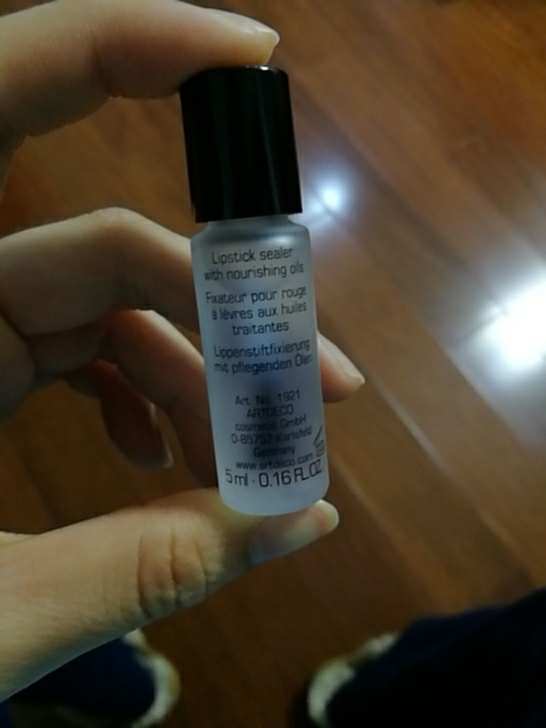 Lipstick sealer
with nourishing oils
Fixateur pour rouge
à lèvres aux huiles
traitantes
Lippenstiftfixierung
mit pflegenden Ölen
Art. No. 1921
ARTDECO
cosmetic GmbH
D-85757 Karlsfeld
Germany
www.artdeco.com
5 ml · 0.16 FL.OZ.